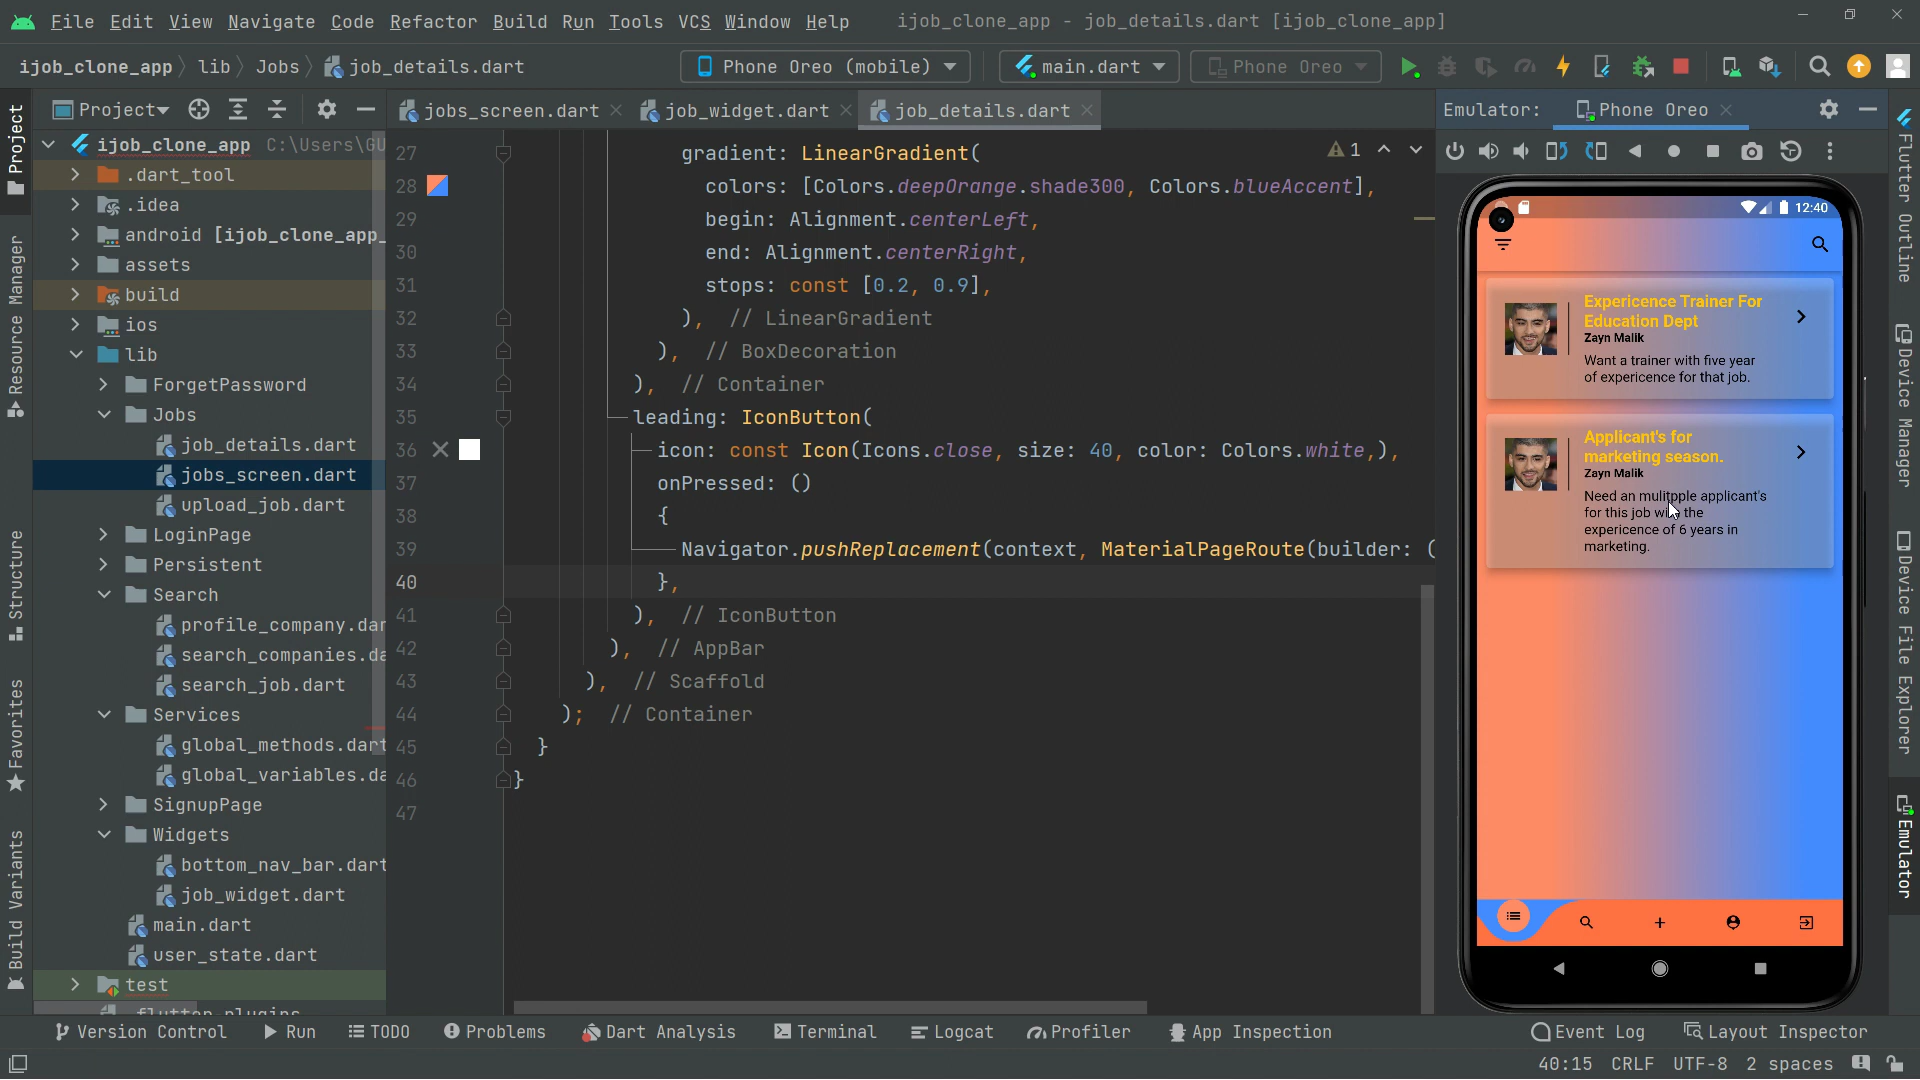 File Edit View Navigate Code Refactor Build Run Tools VCS Window Help
ijob_clone_app - job_details.dart [ijob_clone_app]
ijob_clone_app lib Jobs job_details.dart
Phone Oreo (mobile)
main.dart
Phone Oreo
Project
jobs_screen.dart
job_widget.dart
job_details.dart
Emulator: Phone Oreo
ijob_clone_app C:\Users\GU
.dart_tool
.idea
android [ijob_clone_app_
assets
build
ios
lib
ForgetPassword
Jobs
job_details.dart
jobs_screen.dart
upload_job.dart
LoginPage
Persistent
Search
profile_company.dar
search_companies.da
search_job.dart
Services
global_methods.dart
global_variables.da
SignupPage
Widgets
bottom_nav_bar.dart
job_widget.dart
main.dart
user_state.dart
test
Project
Resource Manager
Structure
Favorites
Build Variants
1
27 gradient: LinearGradient(
28 colors: [Colors.deepOrange.shade300, Colors.blueAccent],
29 begin: Alignment.centerLeft,
30 end: Alignment.centerRight,
31 stops: const [0.2, 0.9],
32 ), // LinearGradient
33 ), // BoxDecoration
34 ), // Container
35 leading: IconButton(
36 icon: const Icon(Icons.close, size: 40, color: Colors.white,),
37 onPressed: ()
38 {
39 Navigator.pushReplacement(context, MaterialPageRoute(builder: (
40 },
41 ), // IconButton
42 ), // AppBar
43 ), // Scaffold
44 ); // Container
45 }
46 }
47
12:40
Expericence Trainer For
Education Dept
Zayn Malik
Want a trainer with five year
of expericence for that job.
Applicant's for
marketing season.
Zayn Malik
Need an mulitpple applicant's
for this job the
expericence of 6 years in
marketing.
Flutter Outline
Device Manager
Device File Explorer
Emulator
Version Control Run TODO Problems Dart Analysis Terminal Logcat Profiler App Inspection Event Log Layout Inspector
40:15 CRLF UTF-8 2 spaces